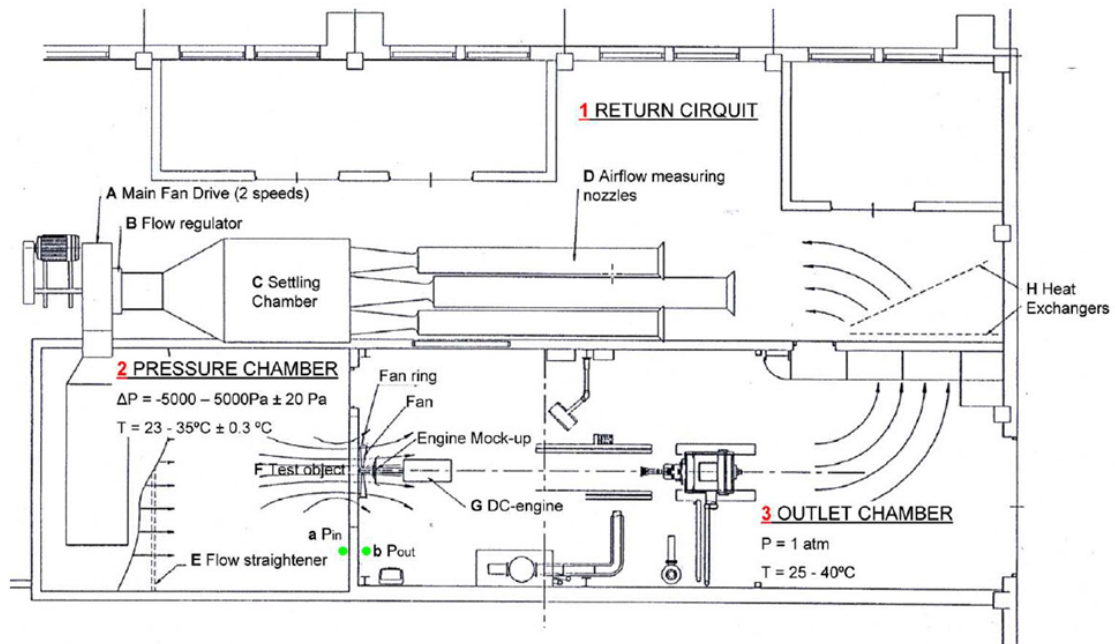 1 RETURN CIRQUIT
D Airflow measuring
nozzles
A Main Fan Drive (2 speeds)
B Flow regulator
C Settling
Chamber
H Heat
Exchangers
2 PRESSURE CHAMBER
ΔP = -5000 – 5000Pa ± 20 Pa
T = 23 - 35ºC ± 0.3 ºC
Fan ring
Fan
Engine Mock-up
F Test object
G DC-engine
3 OUTLET CHAMBER
P = 1 atm
T = 25 - 40ºC
a Pin
b Pout
E Flow straightener